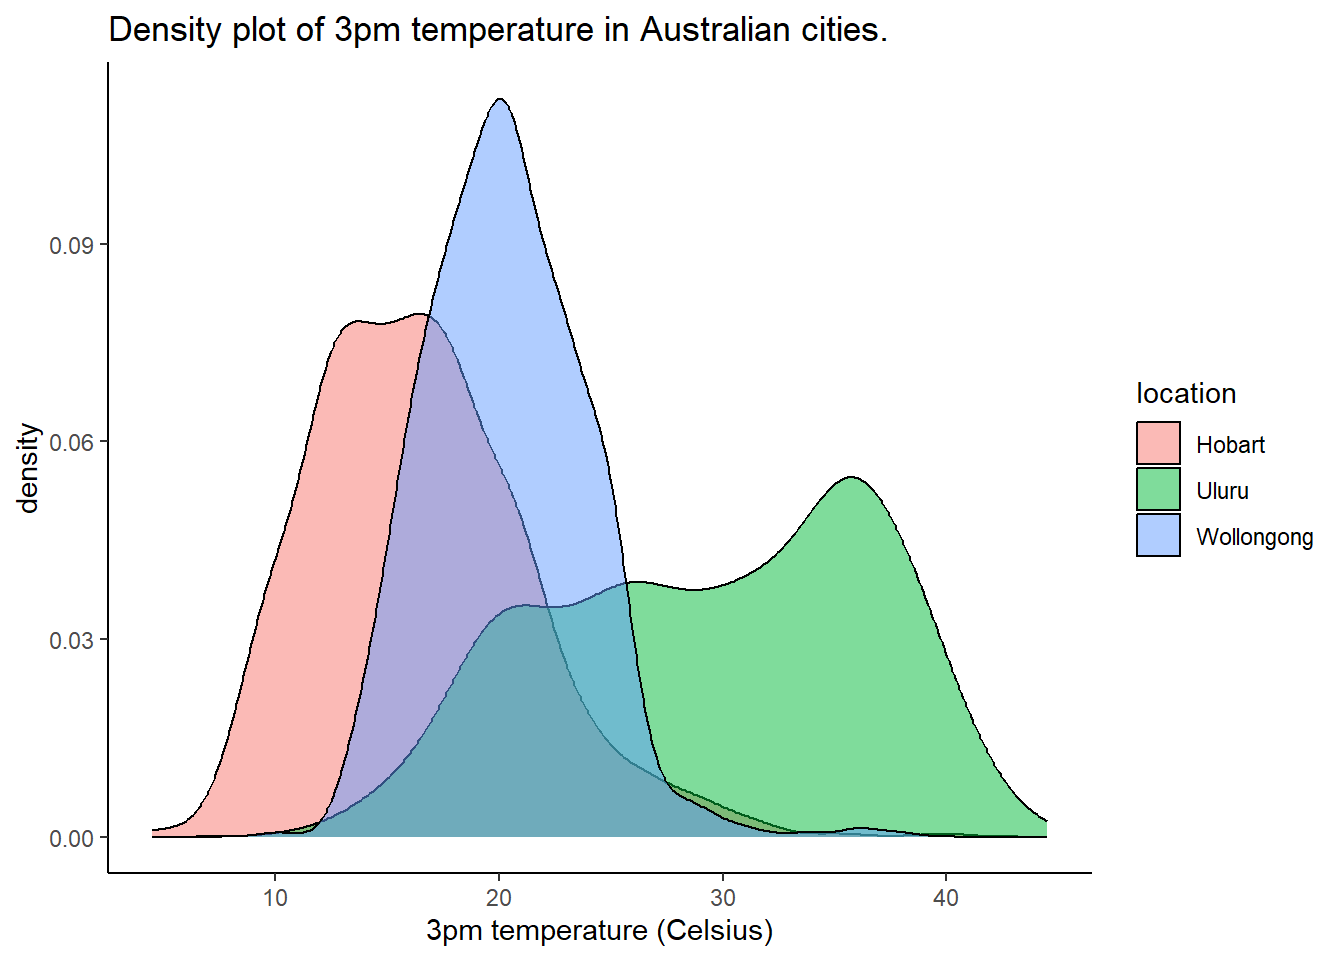 Density plot of 3pm temperature in Australian cities.
density
0.09
0.06
0.03
0.00
10 20 30 40
3pm temperature (Celsius)
location
Hobart
Uluru
Wollongong